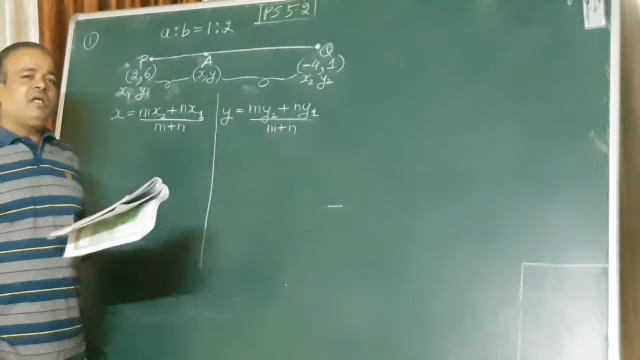 PS 5.2
① a:b = 1:2
P A Q
(2,6) (x,y) (-4,1)
x₁ y₁ x₂ y₂
x = mx₂ + nx₁ / m+n
y = my₂ + ny₁ / m+n